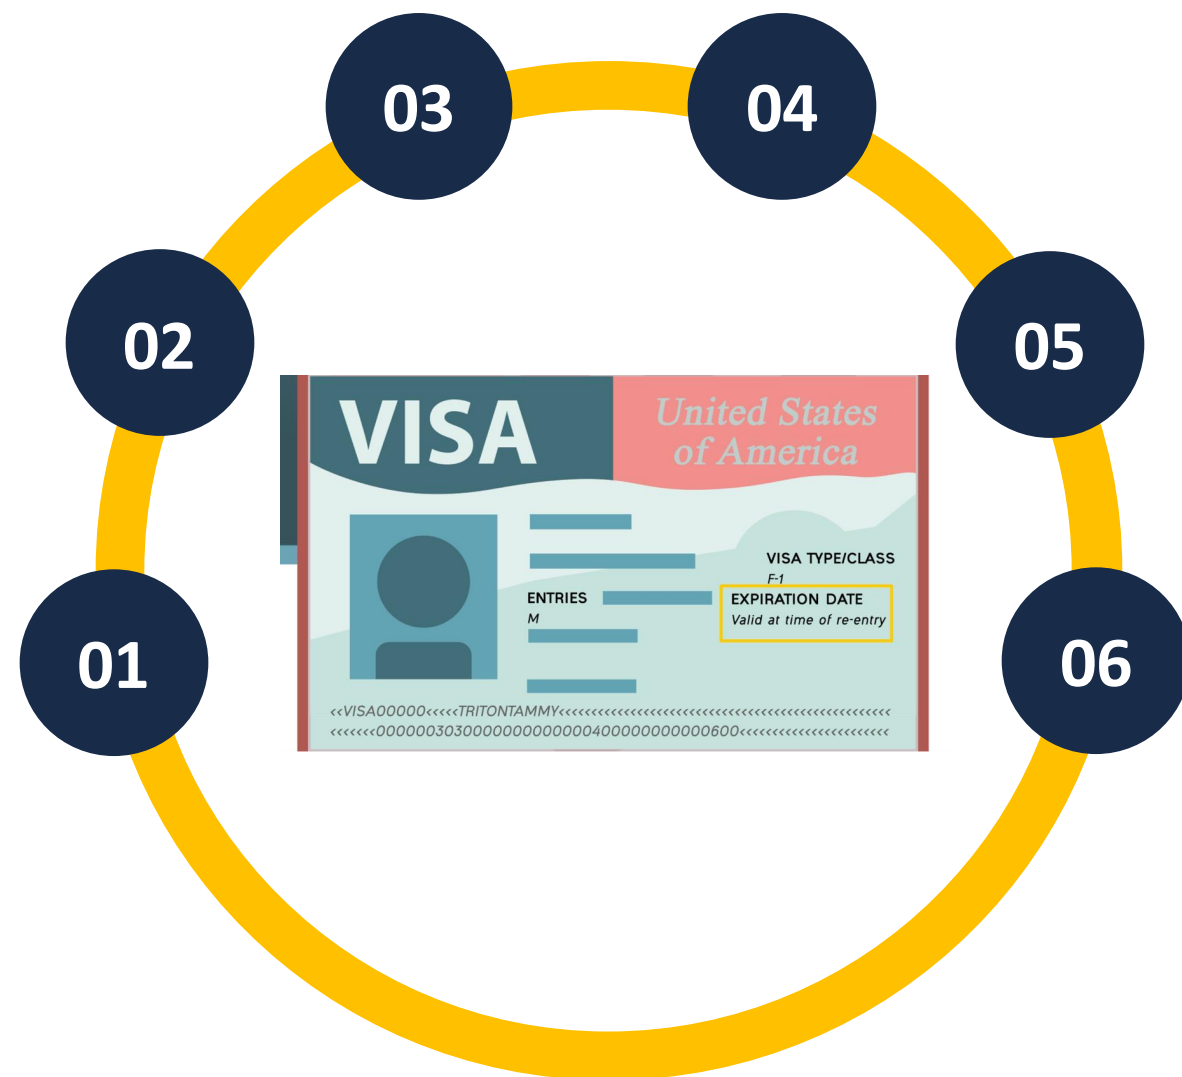 03
04
02
05
VISA
United States
of America
VISA TYPE/CLASS
F-1
ENTRIES
M
EXPIRATION DATE
Valid at time of re-entry
01
06
<<VISA00000<<<<<TRITONTAMMY<<<<<<<<<<<<<<<<<<<<<<<<<<<<<<<<<<<<<<<<<<<<<<<<<<
<<<<<<<0000003030000000000000400000000000600<<<<<<<<<<<<<<<<<<<<<<<